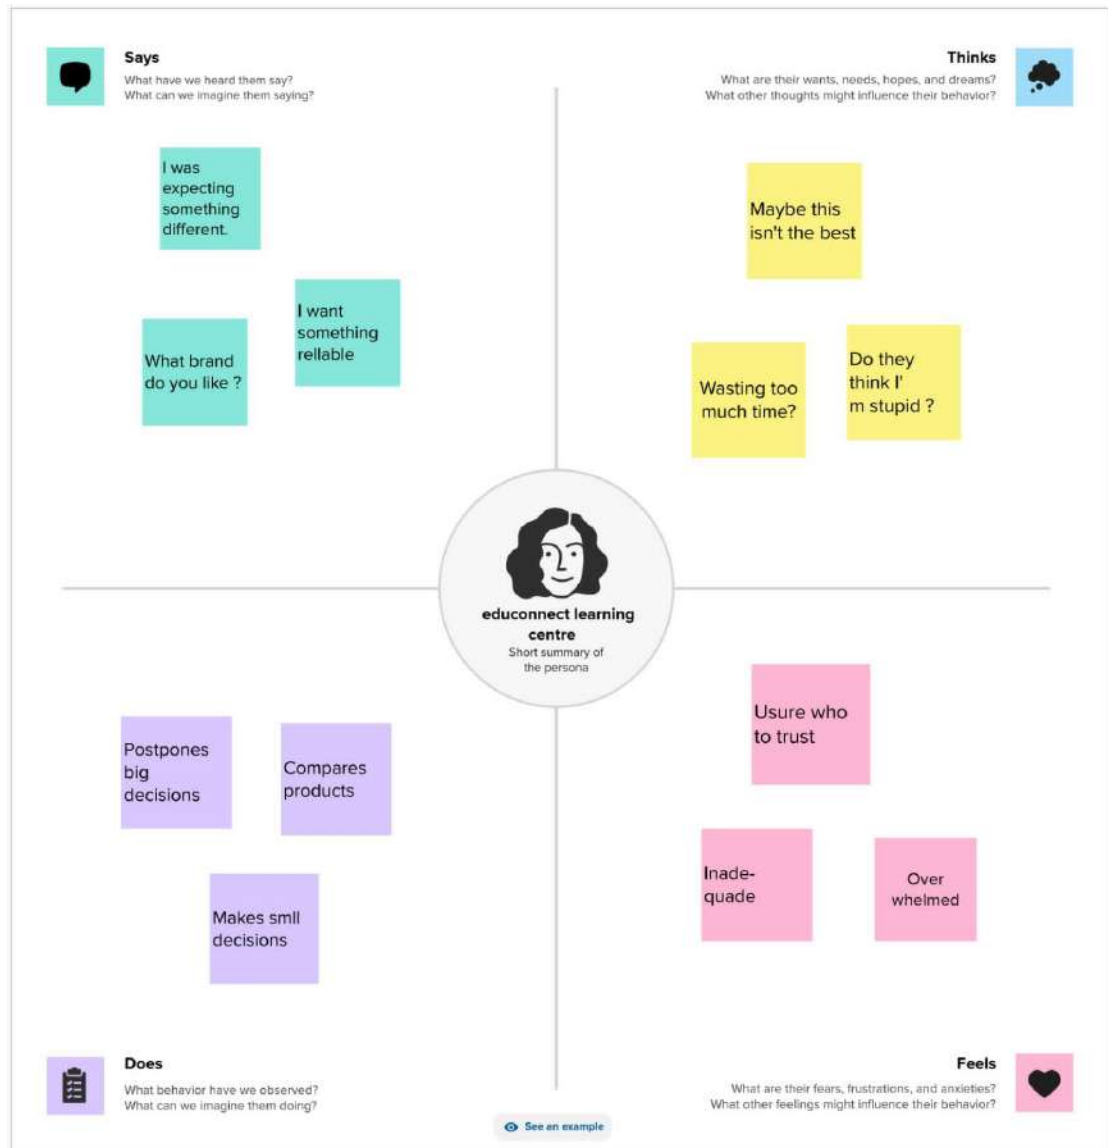 Says
What have we heard them say?
What can we imagine them saying?
Thinks
What are their wants, needs, hopes, and dreams?
What other thoughts might influence their behavior?
I was
expecting
something
different.
I want
something
rellable
What brand
do you like ?
Maybe this
isn't the best
Wasting too
much time?
Do they
think I'
m stupid ?
educonnect learning
centre
Short summary of
the persona
Postpones
big
decisions
Compares
products
Makes smll
decisions
Usure who
to trust
Inade-
quade
Over
whelmed
Does
What behavior have we observed?
What can we imagine them doing?
Feels
What are their fears, frustrations, and anxieties?
What other feelings might influence their behavior?
See an example